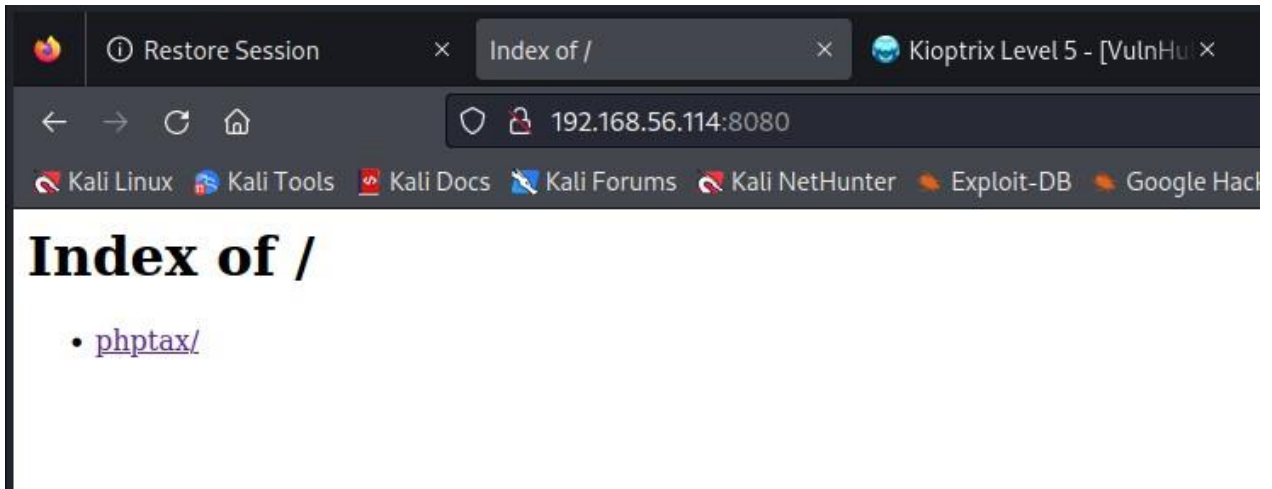 Restore Session × Index of / × Kioptrix Level 5 - [VulnHu ×
192.168.56.114:8080
Kali Linux Kali Tools Kali Docs Kali Forums Kali NetHunter Exploit-DB Google Hack
Index of /
• phptax/